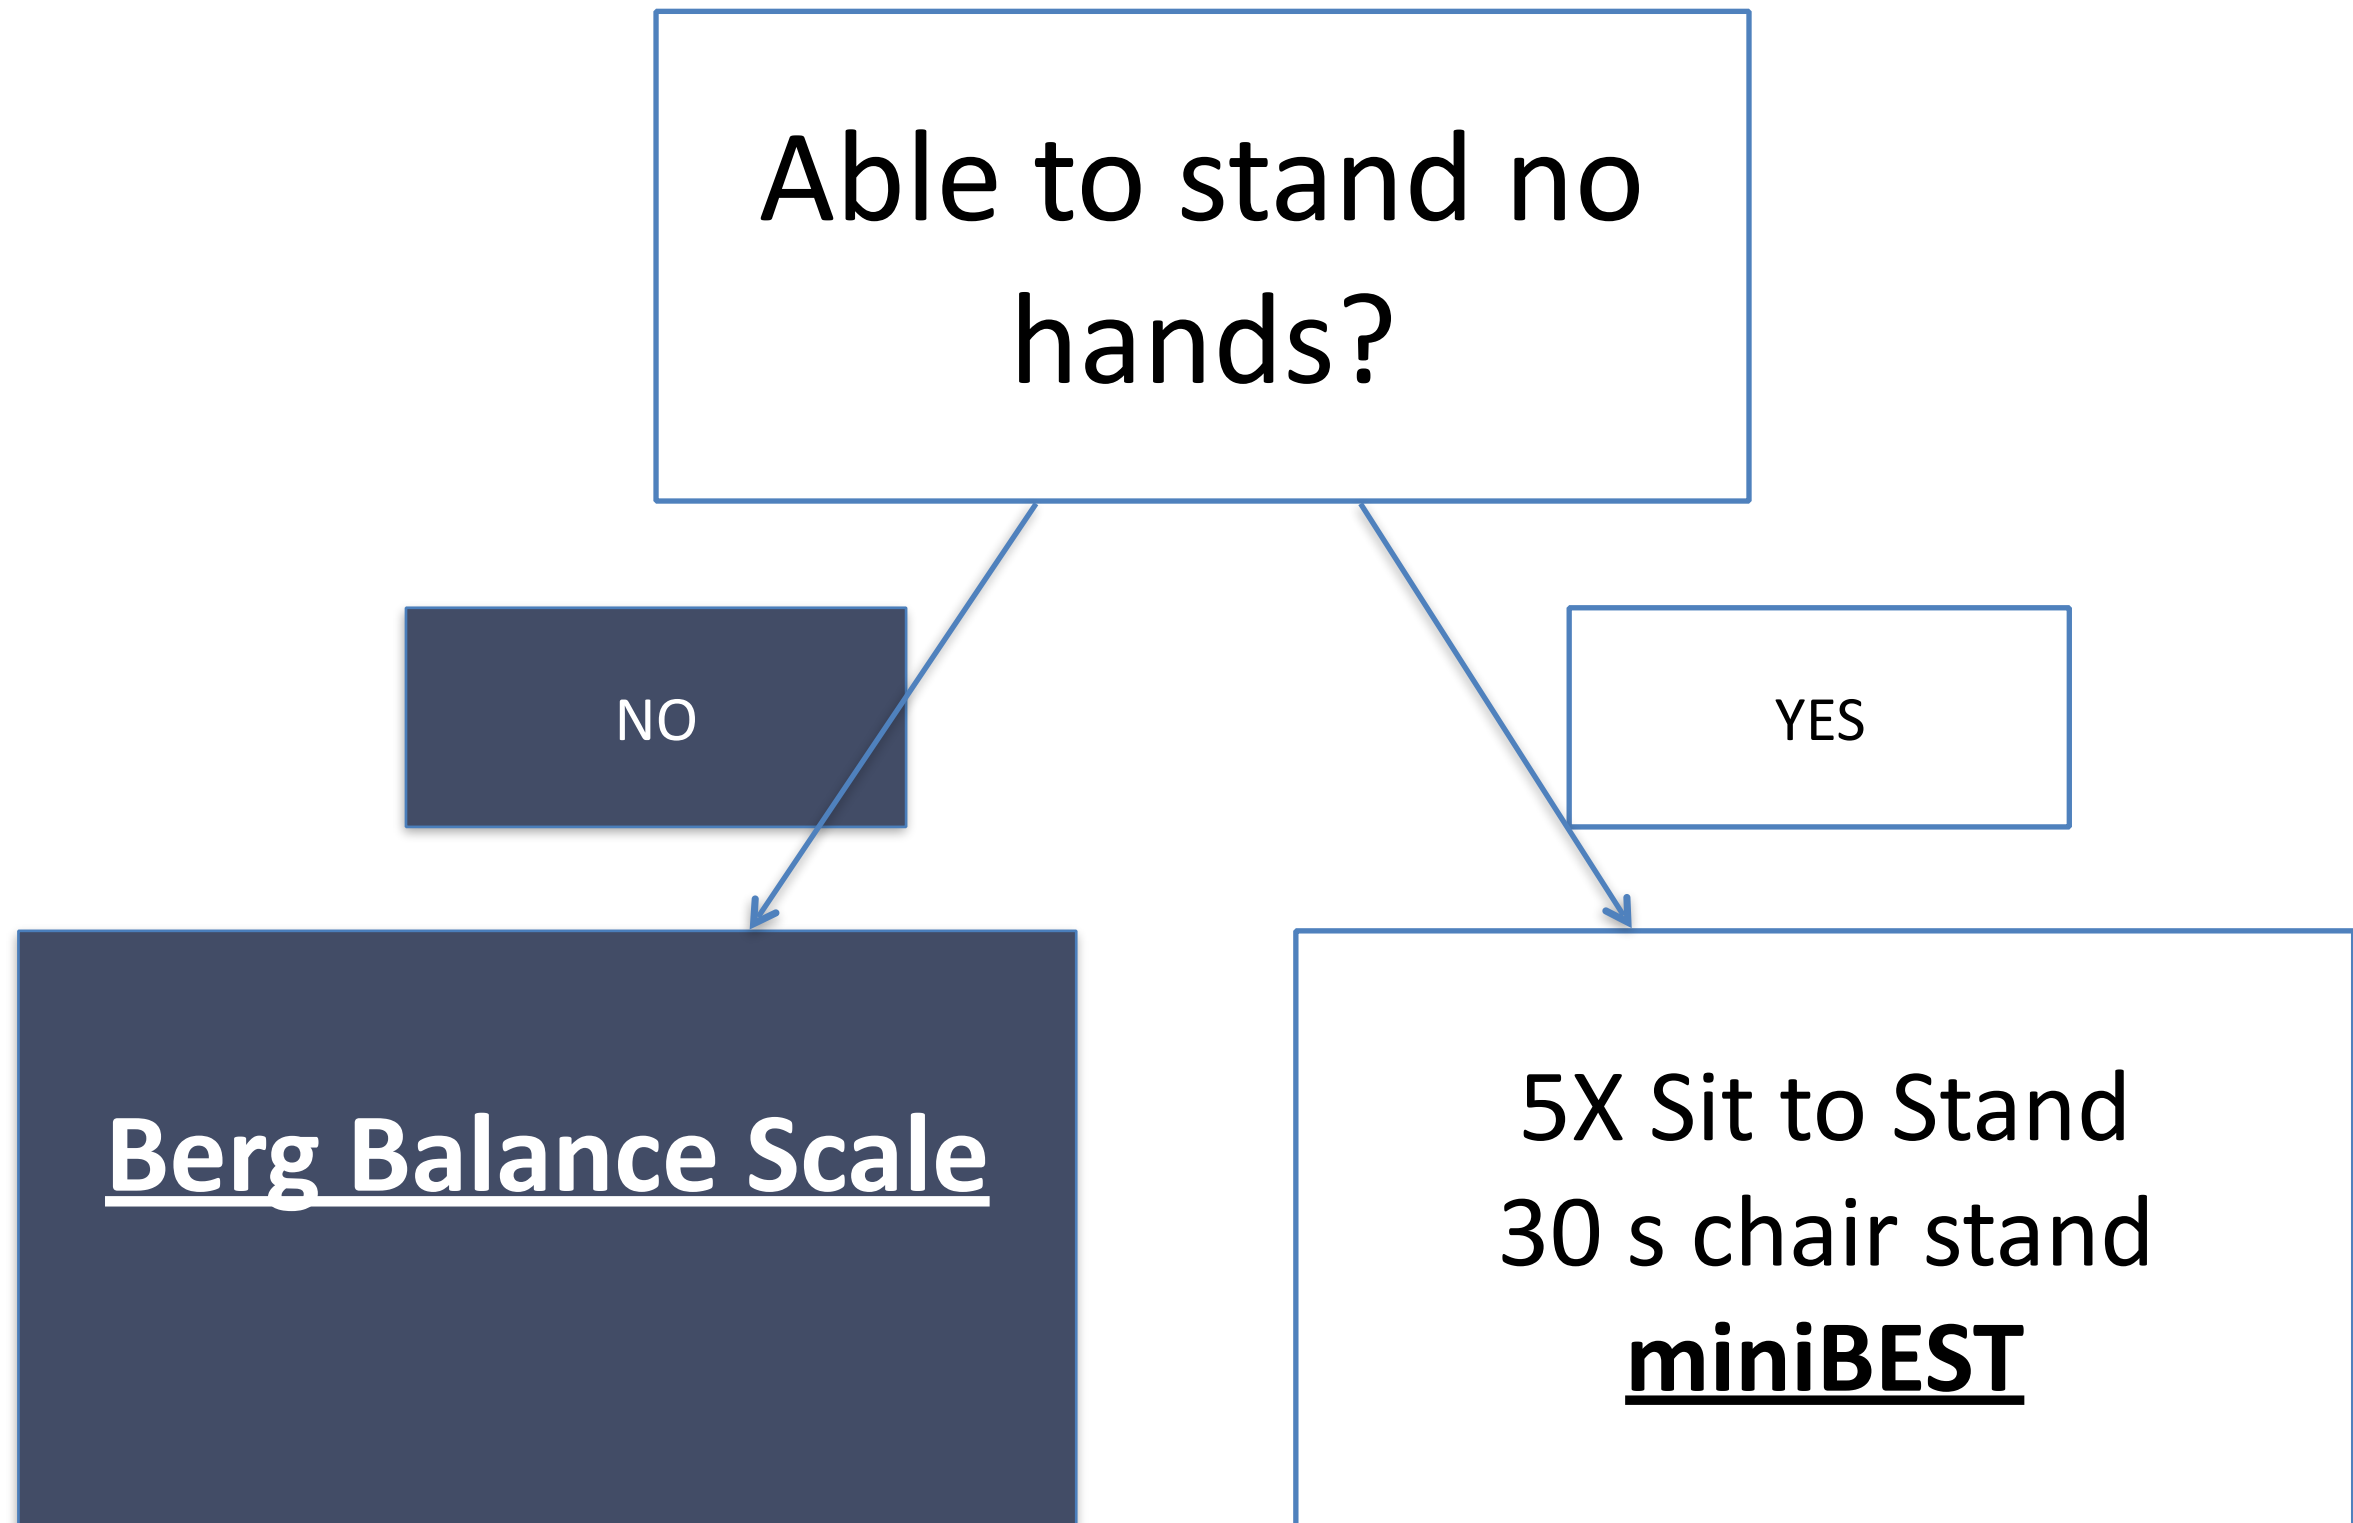 Able to stand no
hands?
NO
YES
Berg Balance Scale
5X Sit to Stand
30 s chair stand
miniBEST